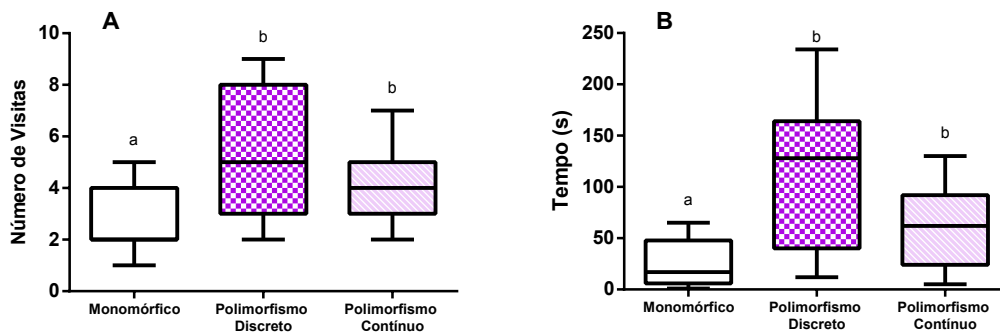 A
Número de Visitas
10
8
6
4
2
0
a
b
b
Monomórfico
Polimorfismo
Discreto
Polimorfismo
Contínuo
B
Tempo (s)
250
200
150
100
50
0
a
b
b
Monomórfico
Polimorfismo
Discreto
Polimorfismo
Contínuo